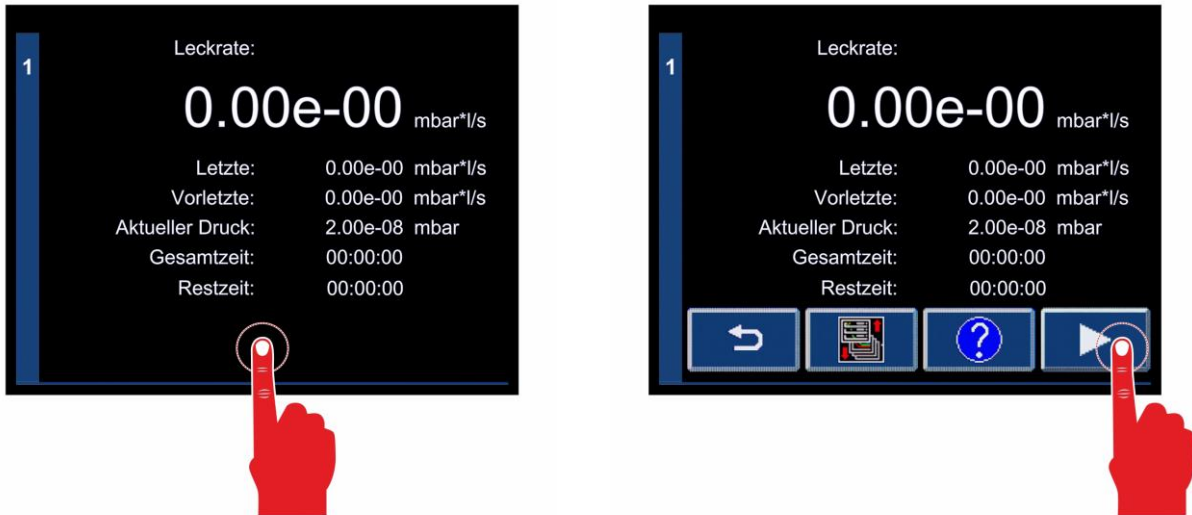 1
Leckrate:
0.00e-00 mbar*l/s
Letzte: 0.00e-00 mbar*l/s
Vorletzte: 0.00e-00 mbar*l/s
Aktueller Druck: 2.00e-08 mbar
Gesamtzeit: 00:00:00
Restzeit: 00:00:00
1
Leckrate:
0.00e-00 mbar*l/s
Letzte: 0.00e-00 mbar*l/s
Vorletzte: 0.00e-00 mbar*l/s
Aktueller Druck: 2.00e-08 mbar
Gesamtzeit: 00:00:00
Restzeit: 00:00:00
?